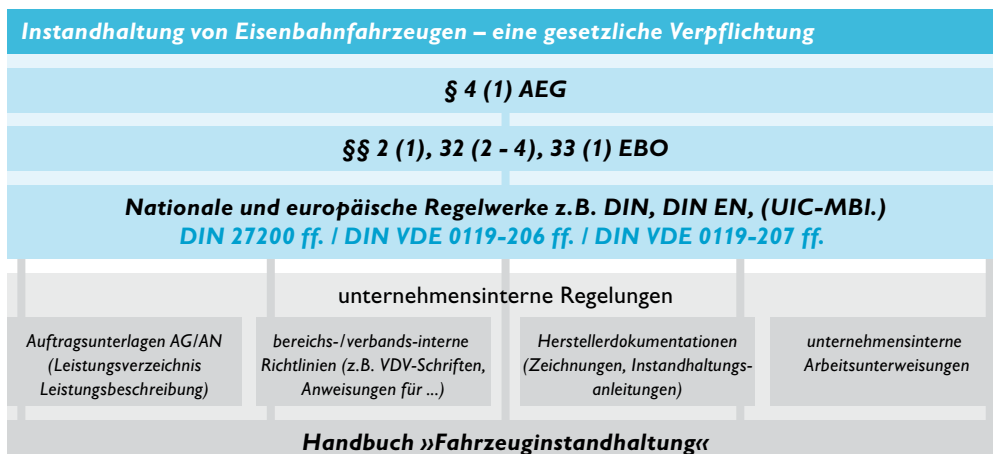 Instandhaltung von Eisenbahnfahrzeugen – eine gesetzliche Verpflichtung
§ 4 (1) AEG
§§ 2 (1), 32 (2 - 4), 33 (1) EBO
Nationale und europäische Regelwerke z.B. DIN, DIN EN, (UIC-MBl.)
DIN 27200 ff. / DIN VDE 0119-206 ff. / DIN VDE 0119-207 ff.
unternehmensinterne Regelungen
Auftragsunterlagen AG/AN
(Leistungsverzeichnis
Leistungsbeschreibung)
bereichs-/verbands-interne
Richtlinien (z.B. VDV-Schriften,
Anweisungen für ...)
Herstellerdokumentationen
(Zeichnungen, Instandhaltungs-
anleitungen)
unternehmensinterne
Arbeitsunterweisungen
Handbuch »Fahrzeuginstandhaltung«